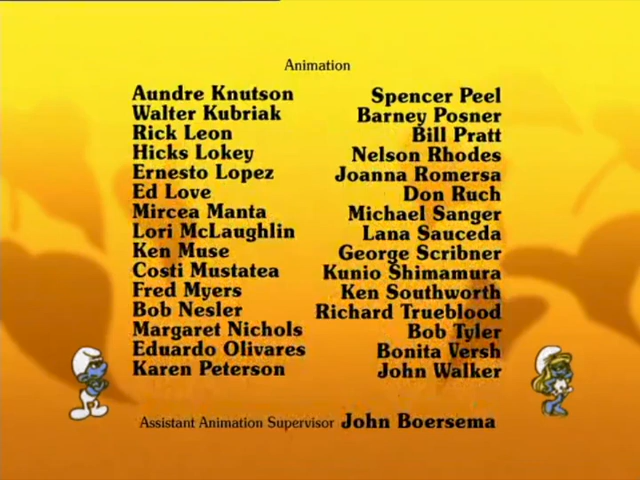 Animation
Aundre Knutson
Walter Kubriak
Rick Leon
Hicks Lokey
Ernesto Lopez
Ed Love
Mircea Manta
Lori McLaughlin
Ken Muse
Costi Mustatea
Fred Myers
Bob Nesler
Margaret Nichols
Eduardo Olivares
Karen Peterson
Spencer Peel
Barney Posner
Bill Pratt
Nelson Rhodes
Joanna Romersa
Don Ruch
Michael Sanger
Lana Sauceda
George Scribner
Kunio Shimamura
Ken Southworth
Richard Trueblood
Bob Tyler
Bonita Versh
John Walker
Assistant Animation Supervisor John Boersema